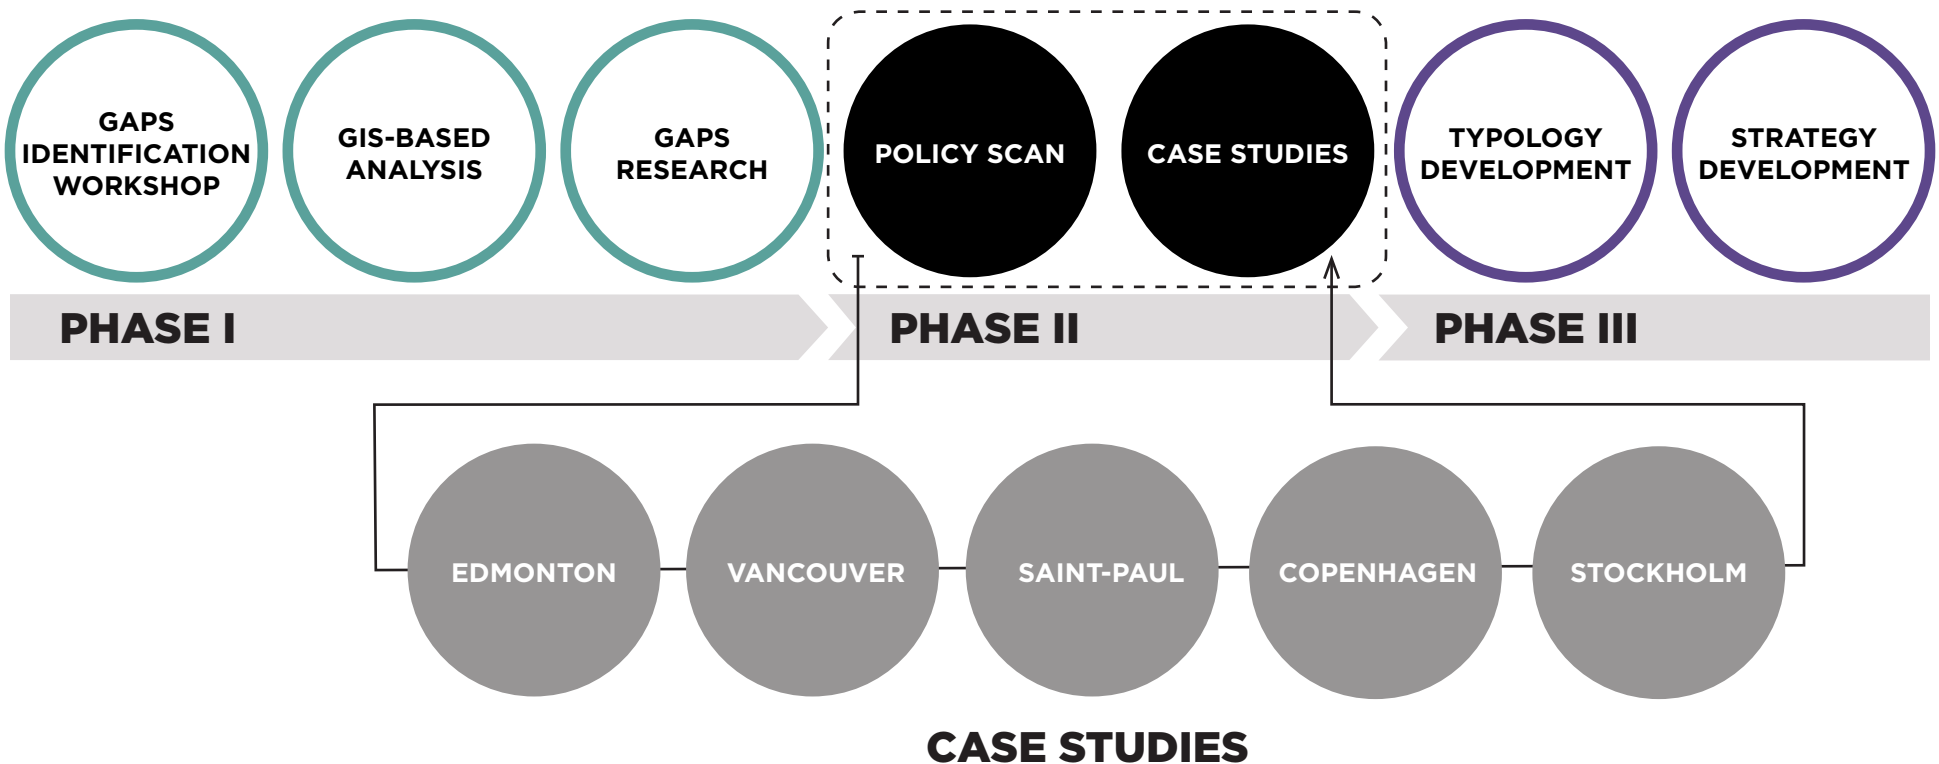 GAPS
IDENTIFICATION
WORKSHOP
GIS-BASED
ANALYSIS
GAPS
RESEARCH
POLICY SCAN
CASE STUDIES
TYPOLOGY
DEVELOPMENT
STRATEGY
DEVELOPMENT
PHASE I
PHASE II
PHASE III
EDMONTON
VANCOUVER
SAINT-PAUL
COPENHAGEN
STOCKHOLM
CASE STUDIES